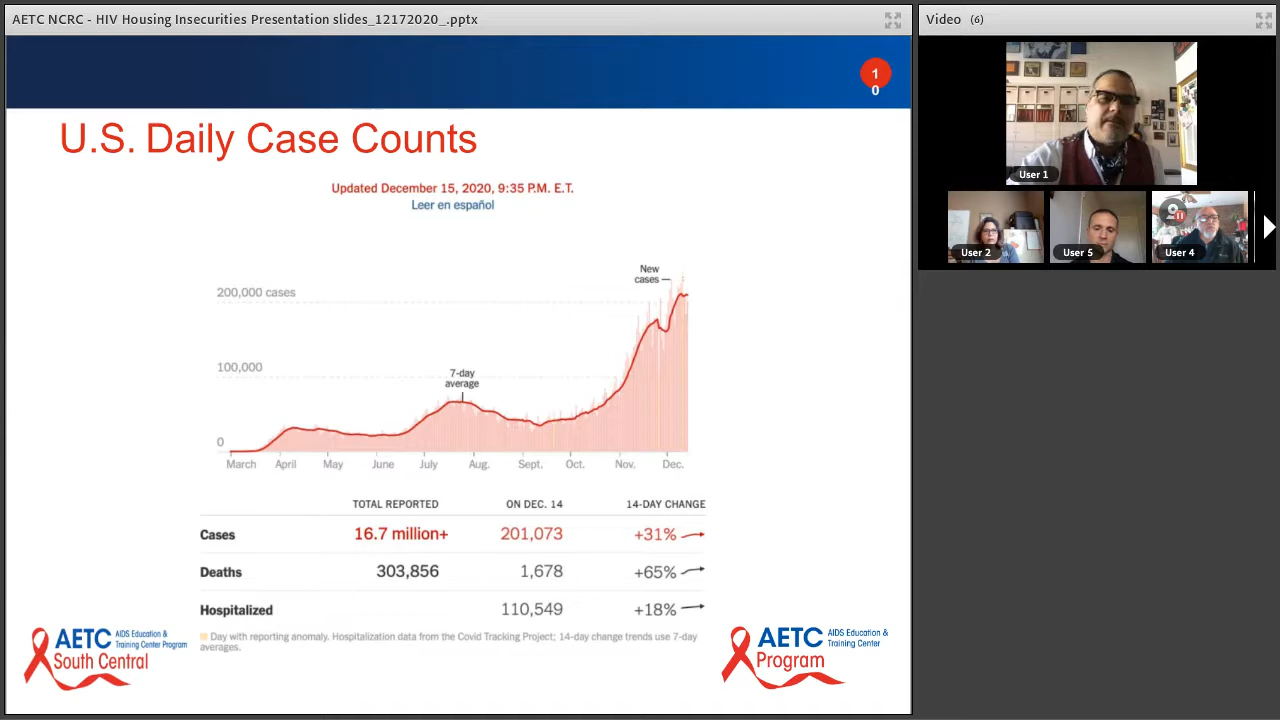 AETC NCRC - HIV Housing Insecurities Presentation slides_12172020_.pptx
Video (6)
1
0
U.S. Daily Case Counts
Updated December 15, 2020, 9:35 P.M. E.T.
Leer en español
New
cases
200,000 cases
100,000
7-day
average
0
March April May June July Aug. Sept. Oct. Nov. Dec.
TOTAL REPORTED ON DEC. 14 14-DAY CHANGE
Cases 16.7 million+ 201,073 +31%
Deaths 303,856 1,678 +65%
Hospitalized 110,549 +18%
Day with reporting anomaly. Hospitalization data from the Covid Tracking Project; 14-day change trends use 7-day
averages.
AETC AIDS Education &
Training Center Program
South Central
AETC AIDS Education &
Training Center
Program
User 1
User 2 User 5 User 4